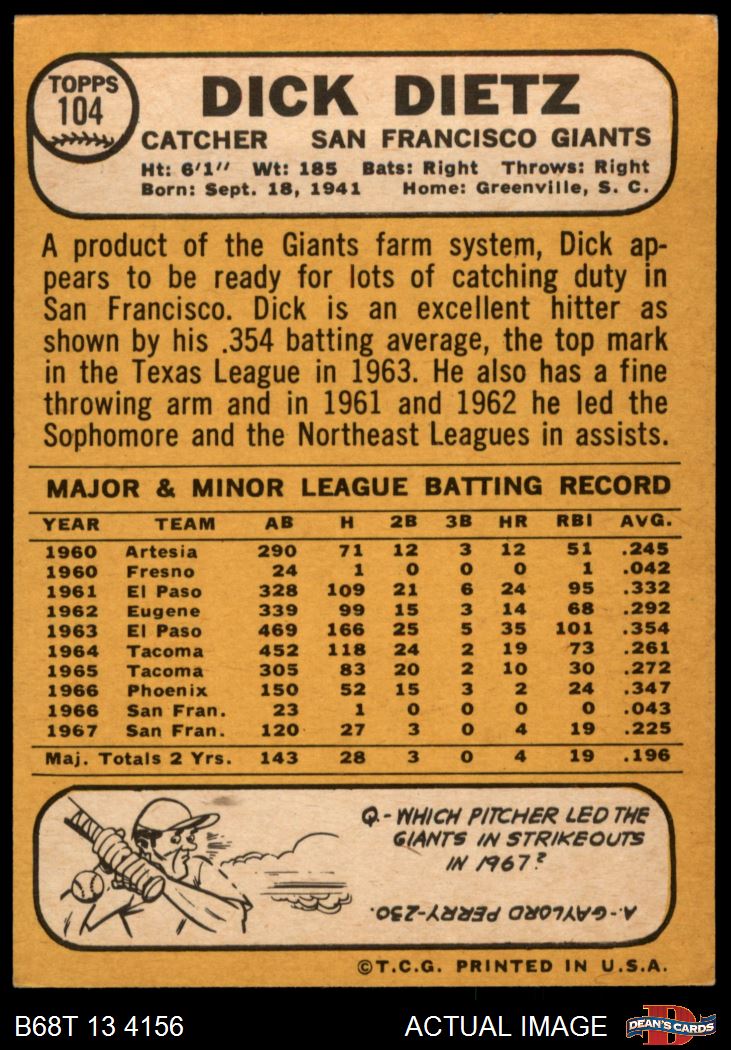 TOPPS
104
DICK DIETZ
CATCHER SAN FRANCISCO GIANTS
Ht: 6'1" Wt: 185 Bats: Right Throws: Right
Born: Sept. 18, 1941 Home: Greenville, S. C.
A product of the Giants farm system, Dick ap-
pears to be ready for lots of catching duty in
San Francisco. Dick is an excellent hitter as
shown by his .354 batting average, the top mark
in the Texas League in 1963. He also has a fine
throwing arm and in 1961 and 1962 he led the
Sophomore and the Northeast Leagues in assists.
MAJOR & MINOR LEAGUE BATTING RECORD
YEAR TEAM AB H 2B 3B HR RBI AVG.
1960 Artesia 290 71 12 3 12 51 .245
1960 Fresno 24 1 0 0 0 1 .042
1961 El Paso 328 109 21 6 24 95 .332
1962 Eugene 339 99 15 3 14 68 .292
1963 El Paso 469 166 25 5 35 101 .354
1964 Tacoma 452 118 24 2 19 73 .261
1965 Tacoma 305 83 20 2 10 30 .272
1966 Phoenix 150 52 15 3 2 24 .347
1966 San Fran. 23 1 0 0 0 0 .043
1967 San Fran. 120 27 3 0 4 19 .225
Maj. Totals 2 Yrs. 143 28 3 0 4 19 .196
Q-WHICH PITCHER LED THE
GIANTS IN STRIKEOUTS
IN 1967?
A-GAYLORD PERRY-230.
©T.C.G. PRINTED IN U.S.A.
B68T 13 4156 ACTUAL IMAGE
D
DEAN'S CARDS